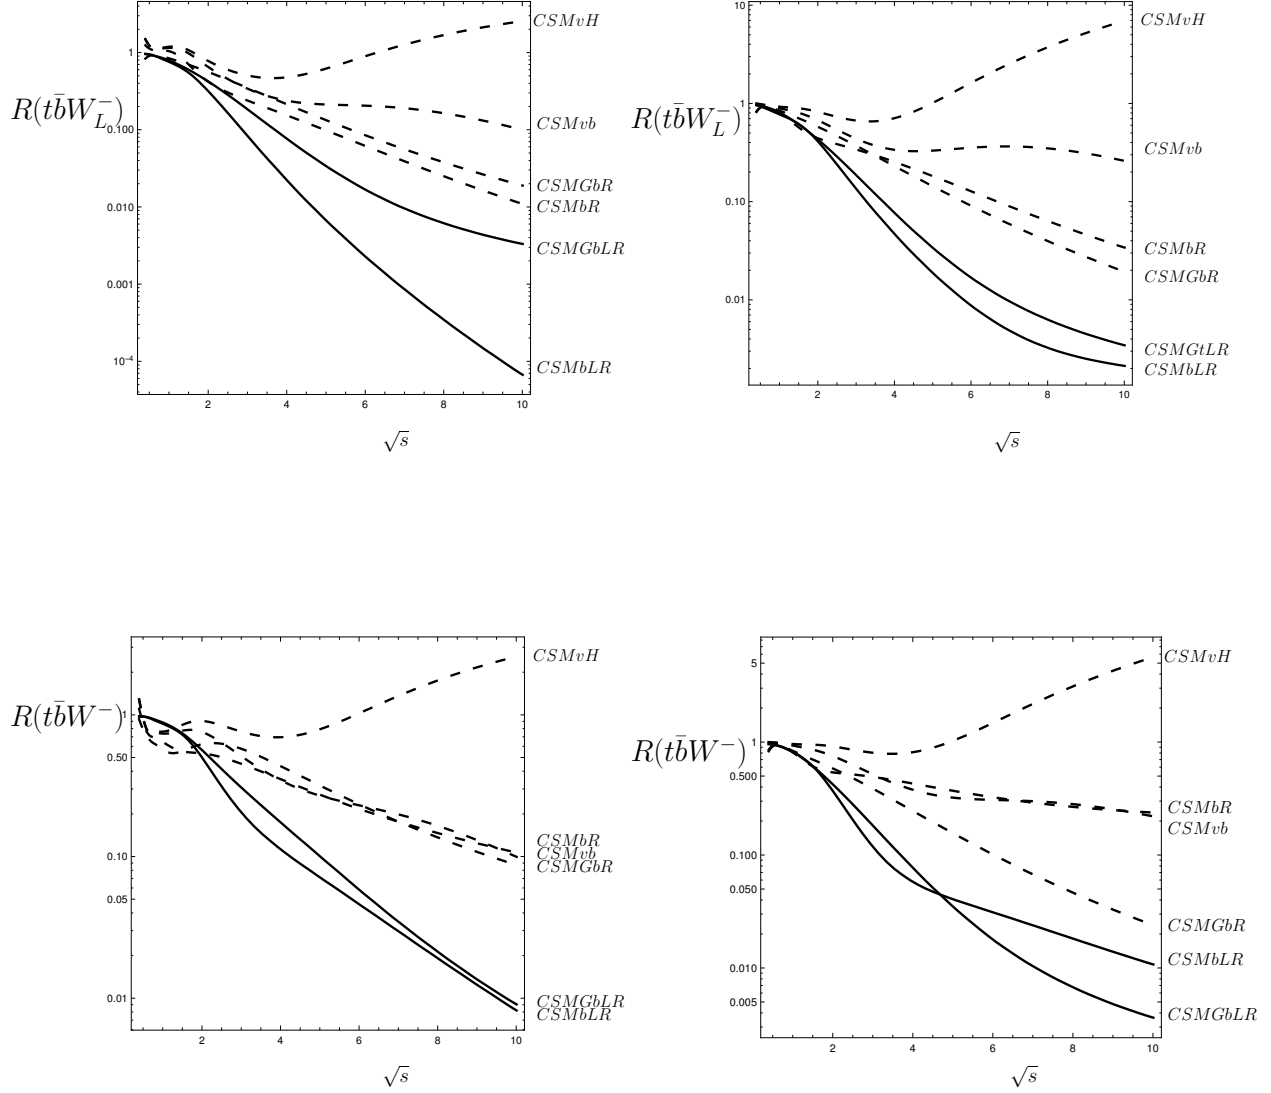 CSMvH
1
R(tb̄W_L^-)
0.100
CSMvb
CSMGbR
0.010
CSMbR
CSMGbLR
0.001
10^-4
CSMbLR
2 4 6 8 10
√s
10
CSMvH
1
R(tb̄W_L^-)
CSMvb
0.10
CSMbR
CSMGbR
0.01
CSMGtLR
CSMbLR
2 4 6 8 10
√s
CSMvH
R(tb̄W^-)
1
0.50
CSMbR
CSMvb
0.10
CSMGbR
0.05
0.01
CSMGbLR
CSMbLR
2 4 6 8 10
√s
CSMvH
5
R(tb̄W^-)
1
0.500
CSMbR
CSMvb
0.100
0.050
CSMGbR
CSMbLR
0.010
0.005
CSMGbLR
2 4 6 8 10
√s